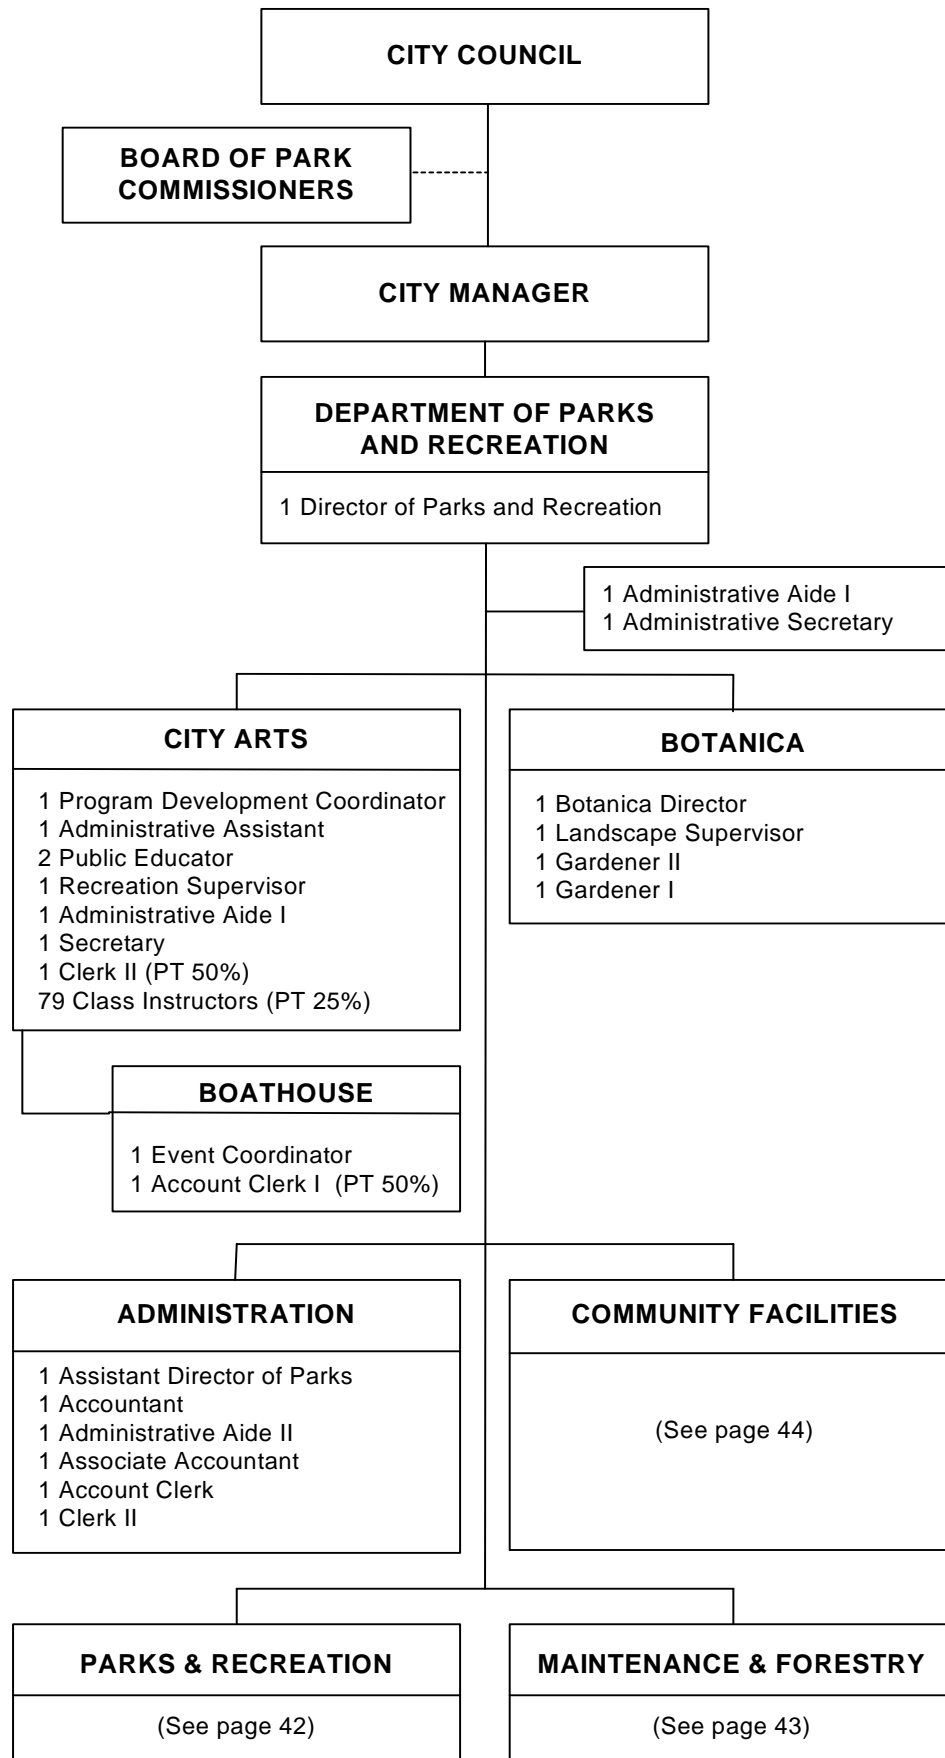 CITY COUNCIL
BOARD OF PARK
COMMISSIONERS
CITY MANAGER
DEPARTMENT OF PARKS
AND RECREATION
1 Director of Parks and Recreation
1 Administrative Aide I
1 Administrative Secretary
CITY ARTS
1 Program Development Coordinator
1 Administrative Assistant
2 Public Educator
1 Recreation Supervisor
1 Administrative Aide I
1 Secretary
1 Clerk II (PT 50%)
79 Class Instructors (PT 25%)
BOTANICA
1 Botanica Director
1 Landscape Supervisor
1 Gardener II
1 Gardener I
BOATHOUSE
1 Event Coordinator
1 Account Clerk I (PT 50%)
ADMINISTRATION
1 Assistant Director of Parks
1 Accountant
1 Administrative Aide II
1 Associate Accountant
1 Account Clerk
1 Clerk II
COMMUNITY FACILITIES
(See page 44)
PARKS & RECREATION
(See page 42)
MAINTENANCE & FORESTRY
(See page 43)